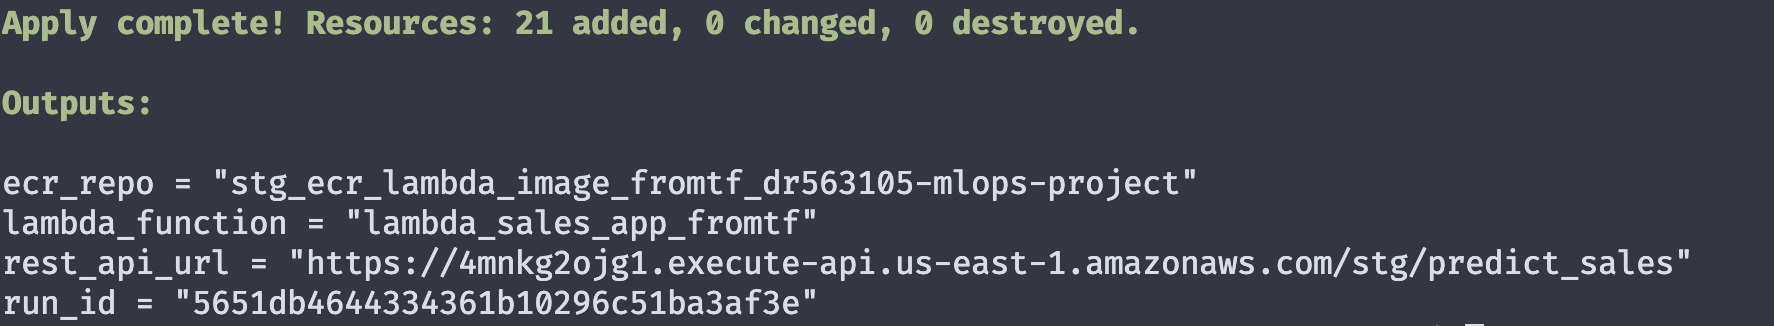 Apply complete! Resources: 21 added, 0 changed, 0 destroyed.
Outputs:
ecr_repo = "stg_ecr_lambda_image_fromtf_dr563105-mlops-project"
lambda_function = "lambda_sales_app_fromtf"
rest_api_url = "https://4mnkg2ojg1.execute-api.us-east-1.amazonaws.com/stg/predict_sales"
run_id = "5651db4644334361b10296c51ba3af3e"